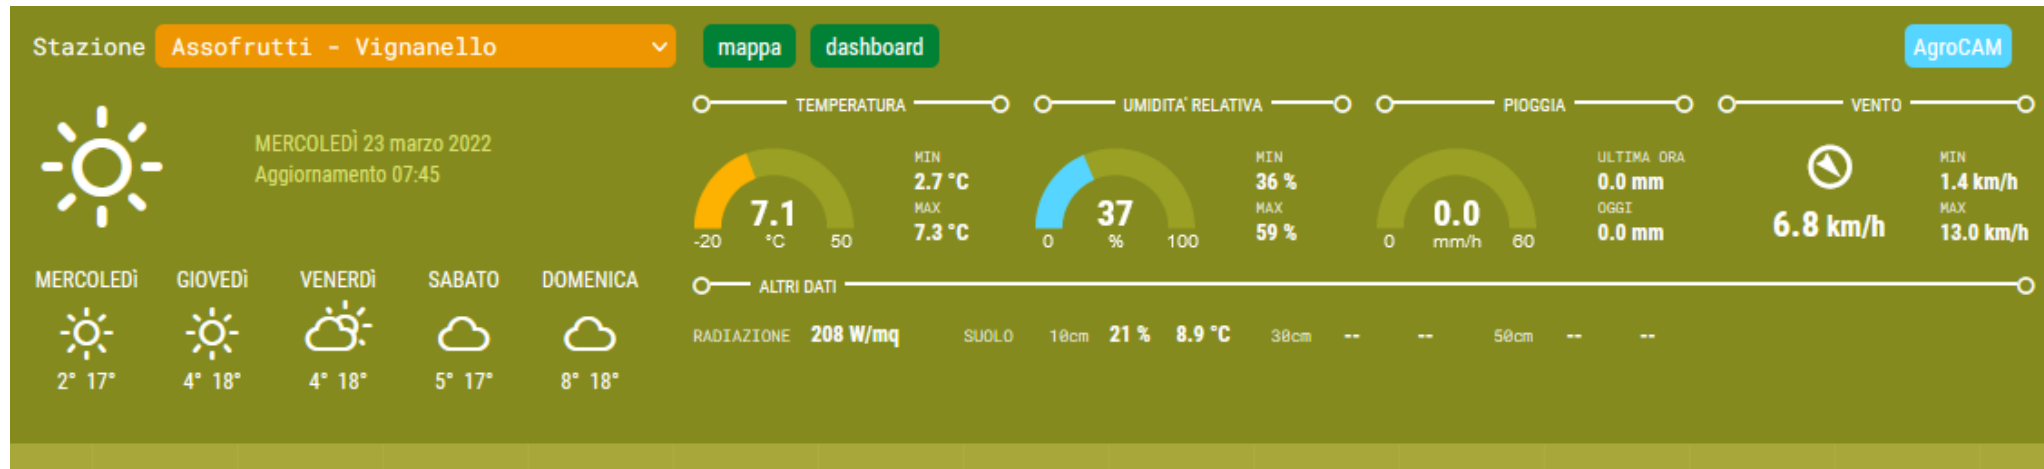 Stazione Assofrutti - Vignanello mappa dashboard AgroCAM
MERCOLEDÌ 23 marzo 2022
Aggiornamento 07:45
MERCOLEDÌ GIOVEDÌ VENERDÌ SABATO DOMENICA
2° 17° 4° 18° 4° 18° 5° 17° 8° 18°
TEMPERATURA
7.1
°C
-20 50
MIN
2.7 °C
MAX
7.3 °C
UMIDITA' RELATIVA
37
%
0 100
MIN
36 %
MAX
59 %
PIOGGIA
0.0
mm/h
0 60
ULTIMA ORA
0.0 mm
OGGI
0.0 mm
VENTO
6.8 km/h
MIN
1.4 km/h
MAX
13.0 km/h
ALTRI DATI
RADIAZIONE 208 W/mq SUOLO 10cm 21 % 8.9 °C 30cm -- -- 50cm -- --